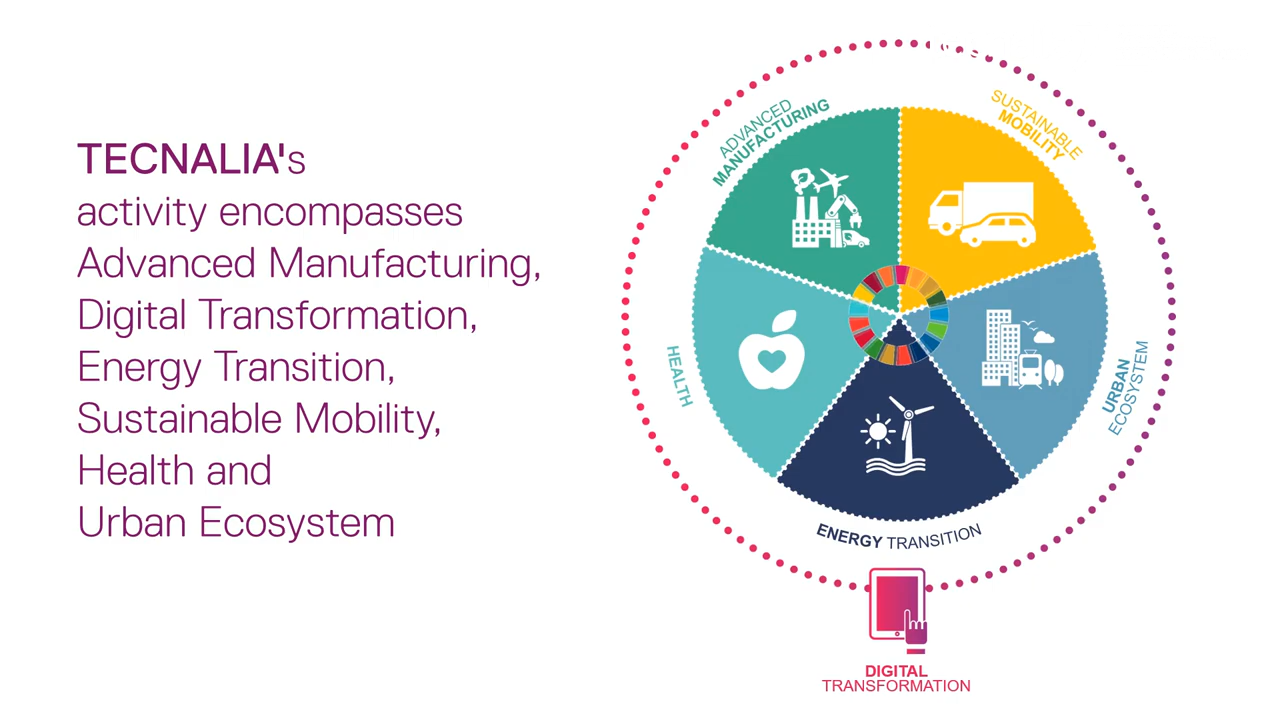 TECNALIA's
activity encompasses
Advanced Manufacturing,
Digital Transformation,
Energy Transition,
Sustainable Mobility,
Health and
Urban Ecosystem
ADVANCED
MANUFACTURING
SUSTAINABLE
MOBILITY
HEALTH
URBAN
ECOSYSTEM
ENERGY TRANSITION
DIGITAL
TRANSFORMATION